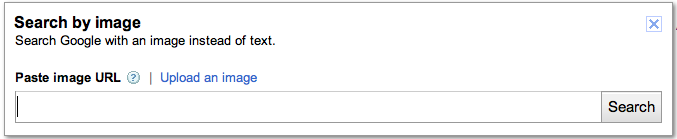 Search by image
Search Google with an image instead of text.
Paste image URL ? | Upload an image
Search